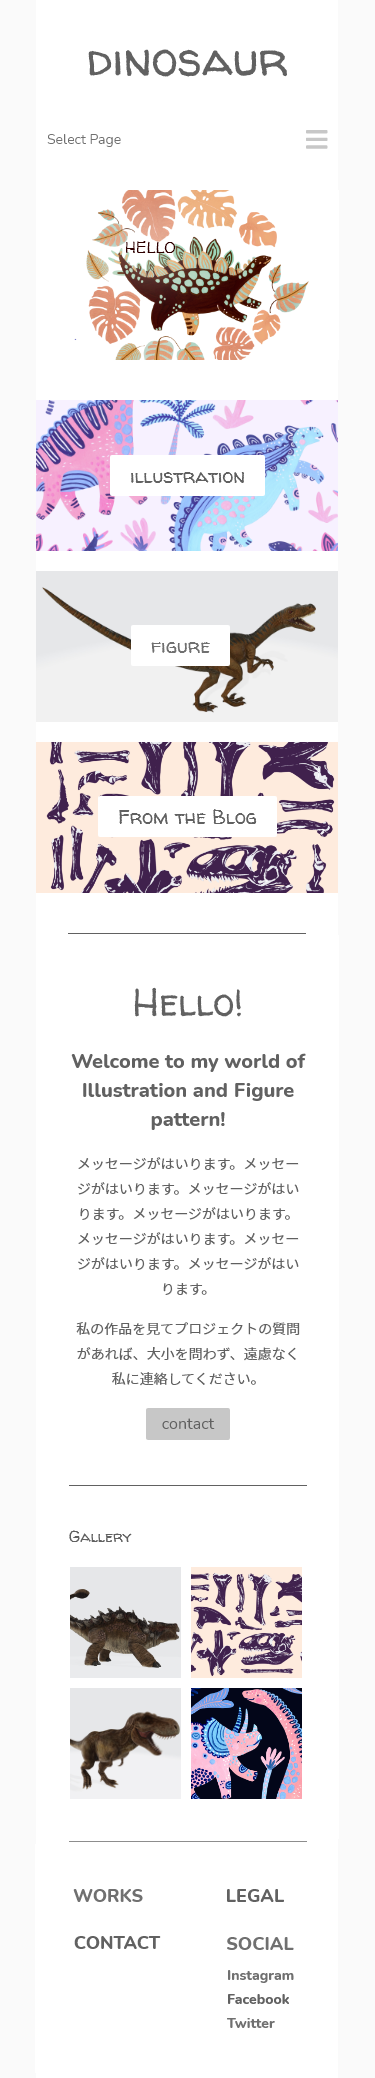 DINOSAUR
Select Page
HELLO
ILLUSTRATION
FIGURE
From the Blog
Hello!
Welcome to my world of
Illustration and Figure
pattern!
メッセージがはいります。メッセー
ジがはいります。メッセージがはい
ります。メッセージがはいります。
メッセージがはいります。メッセー
ジがはいります。メッセージがはい
ります。
私の作品を見てプロジェクトの質問
があれば、大小を問わず、遠慮なく
私に連絡してください。
contact
Gallery
WORKS
CONTACT
LEGAL
SOCIAL
Instagram
Facebook
Twitter